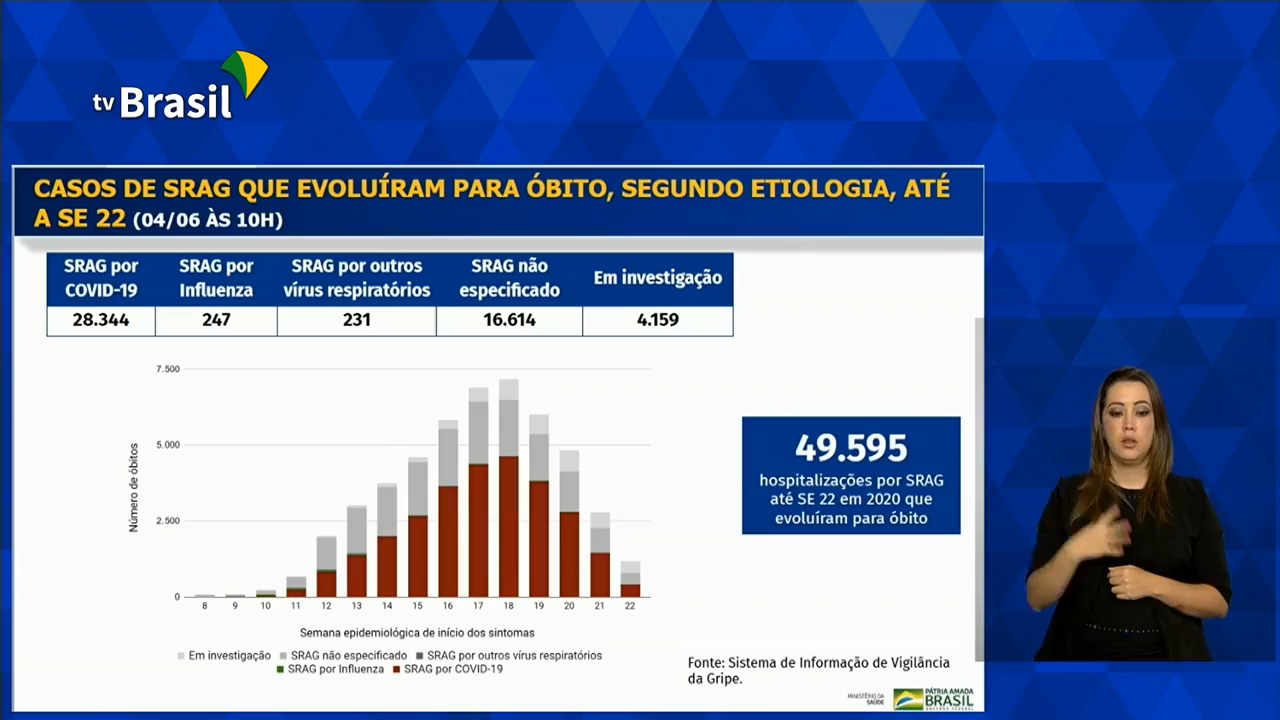 tv Brasil
CASOS DE SRAG QUE EVOLUÍRAM PARA ÓBITO, SEGUNDO ETIOLOGIA, ATÉ
A SE 22 (04/06 ÀS 10H)
SRAG por COVID-19
SRAG por Influenza
SRAG por outros vírus respiratórios
SRAG não especificado
Em investigação
28.344 247 231 16.614 4.159
7.500
5.000
2.500
0
Número de óbitos
8 9 10 11 12 13 14 15 16 17 18 19 20 21 22
Semana epidemiológica de início dos sintomas
Em investigação SRAG não especificado SRAG por outros vírus respiratórios
SRAG por Influenza SRAG por COVID-19
49.595
hospitalizações por SRAG
até SE 22 em 2020 que
evoluíram para óbito
Fonte: Sistema de Informação de Vigilância
da Gripe.
MINISTÉRIO DA
SAÚDE
PÁTRIA AMADA
BRASIL
GOVERNO FEDERAL